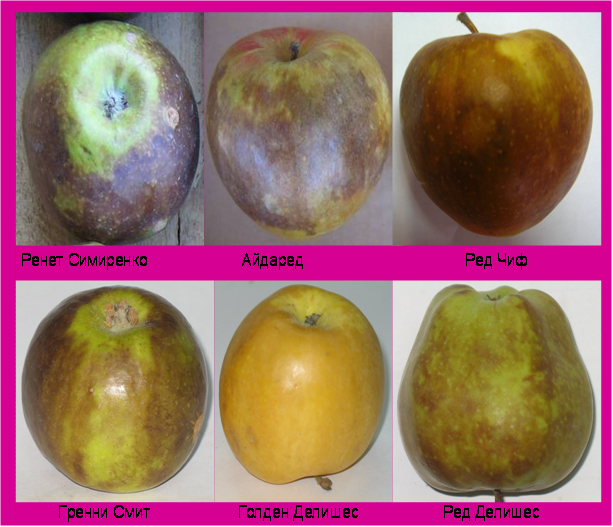 Ренет Симиренко
Айдаред
Ред Чиф
Гренни Смит
Голден Делишес
Ред Делишес